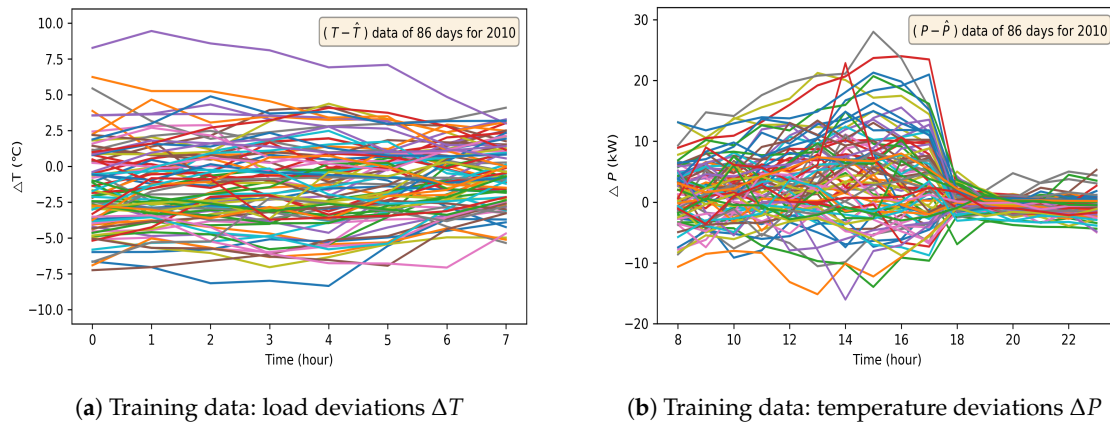 ( T − T̂ ) data of 86 days for 2010
10.0
7.5
5.0
2.5
0.0
−2.5
−5.0
−7.5
−10.0
△T (°C)
0 1 2 3 4 5 6 7
Time (hour)
(a) Training data: load deviations ΔT
( P − P̂ ) data of 86 days for 2010
30
20
10
0
−10
−20
△ P (kW)
8 10 12 14 16 18 20 22
Time (hour)
(b) Training data: temperature deviations ΔP